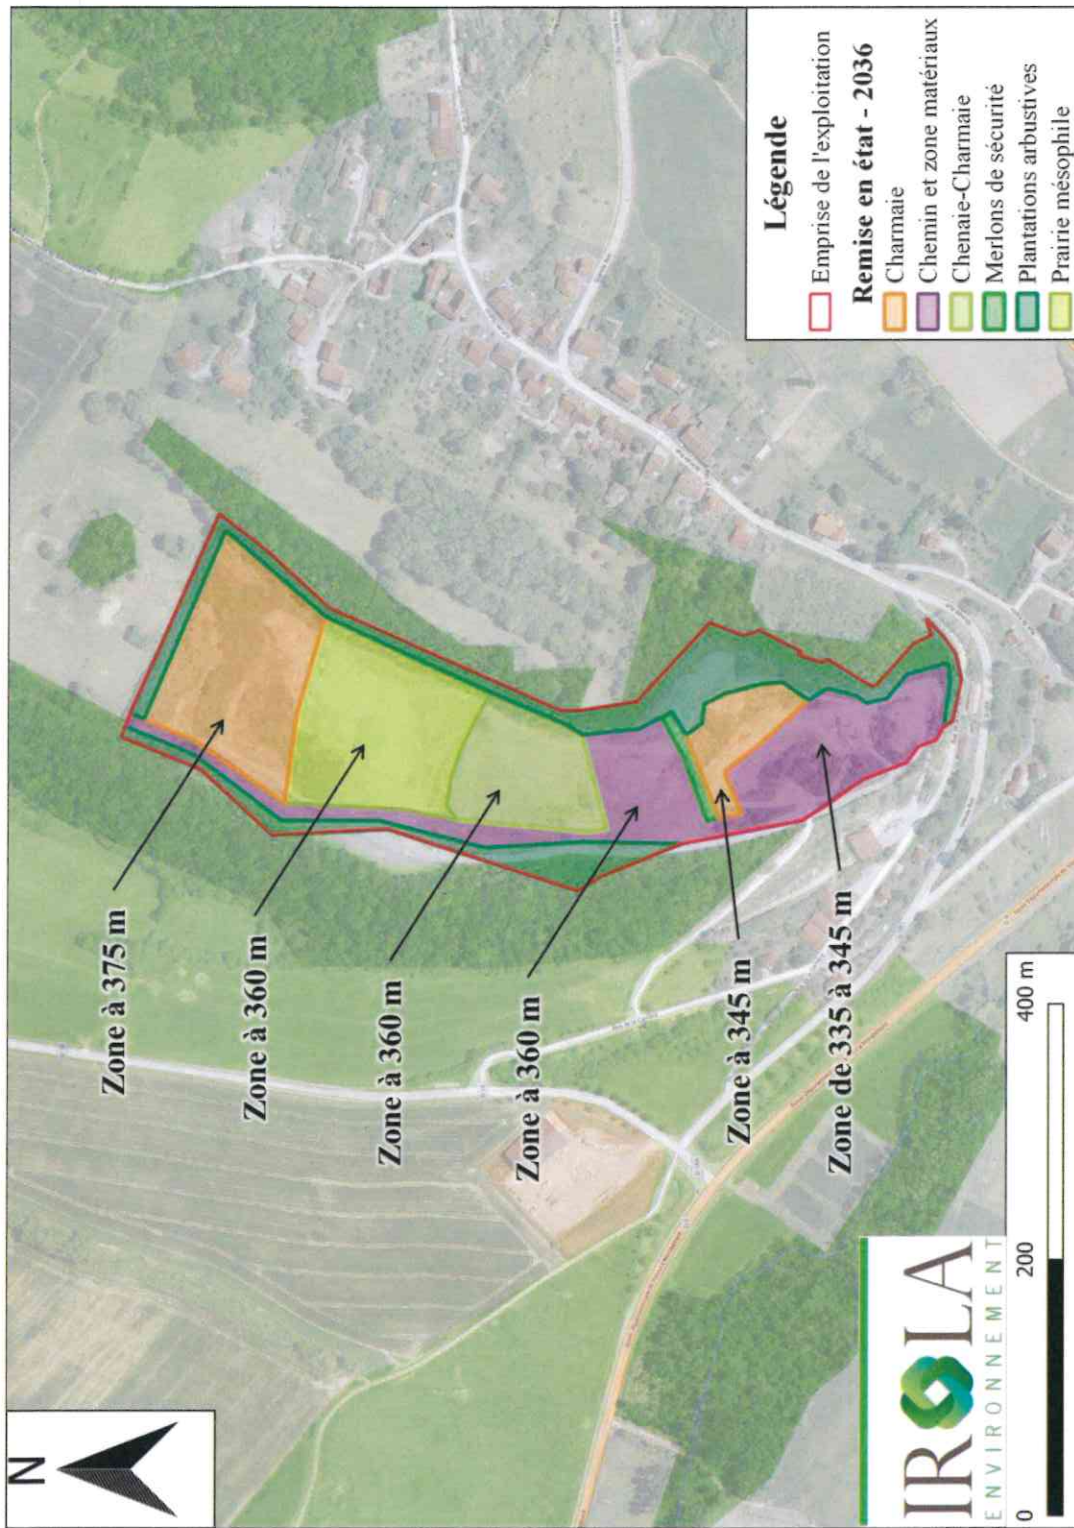 N
Zone à 375 m
Zone à 360 m
Zone à 360 m
Zone à 360 m
Zone à 345 m
Zone de 335 à 345 m
Légende
Emprise de l'exploitation
Remise en état - 2036
Charmaie
Chemin et zone matériaux
Chenaie-Charmaie
Merlons de sécurité
Plantations arbustives
Prairie mésophile
IROLA
ENVIRONNEMENT
0 200 400 m